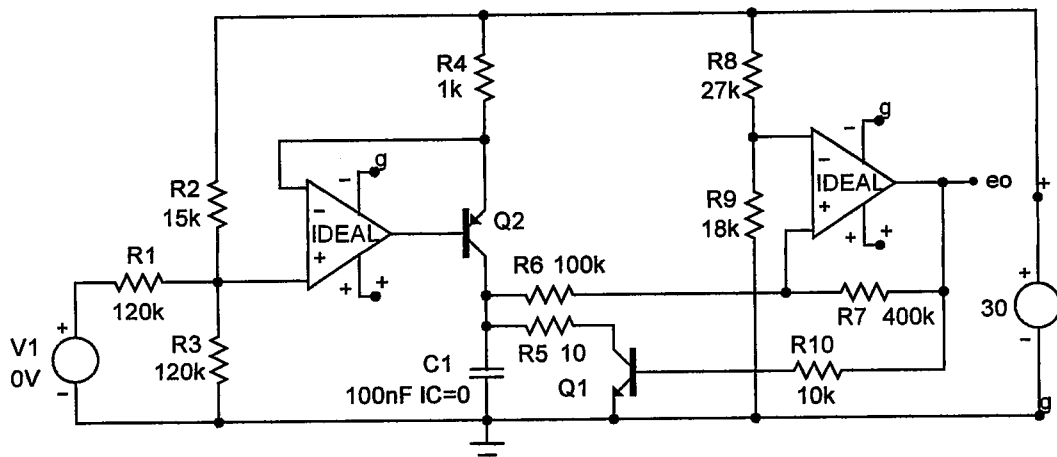 R4
1k
R8
27k
g
−
g
−
R2
15k
−
IDEAL
+
−
IDEAL
+
eo
+
R9
18k
Q2
+ +
+ +
R1
120k
R6 100k
+
V1
0V
−
R3
120k
R5 10
R7 400k
30
+
−
C1
100nF IC=0
Q1
R10
10k
g